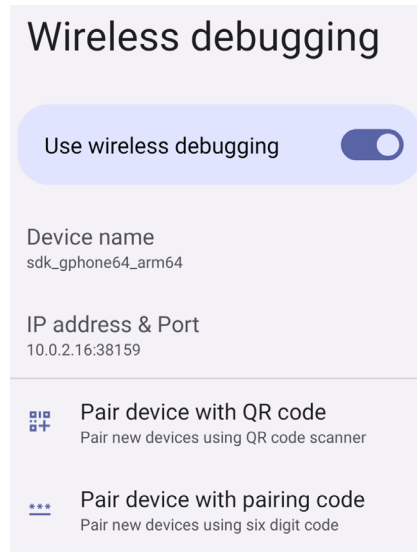 Wireless debugging
Use wireless debugging
Device name
sdk_gphone64_arm64
IP address & Port
10.0.2.16:38159
Pair device with QR code
Pair new devices using QR code scanner
Pair device with pairing code
Pair new devices using six digit code